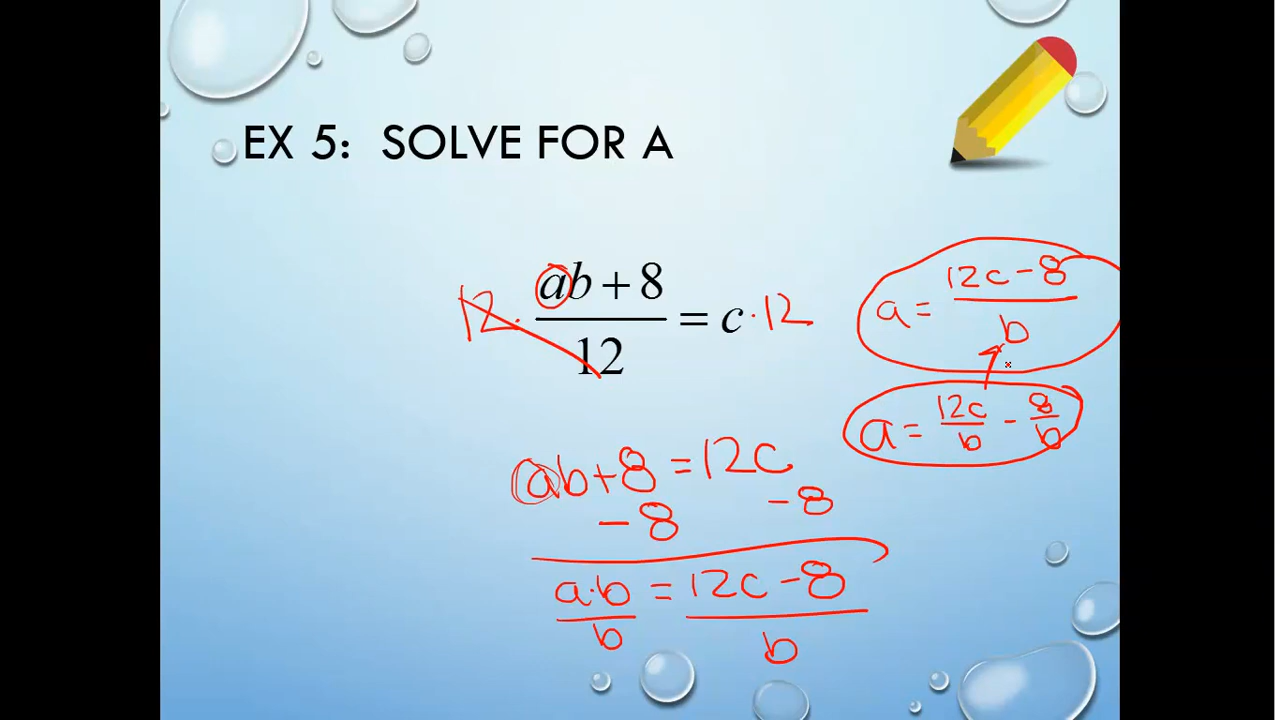 EX 5: SOLVE FOR A
12 · (ab + 8)/12 = c · 12
ab + 8 = 12c
- 8 - 8
a·b/b = (12c - 8)/b
a = (12c - 8)/b
a = 12c/b - 8/b